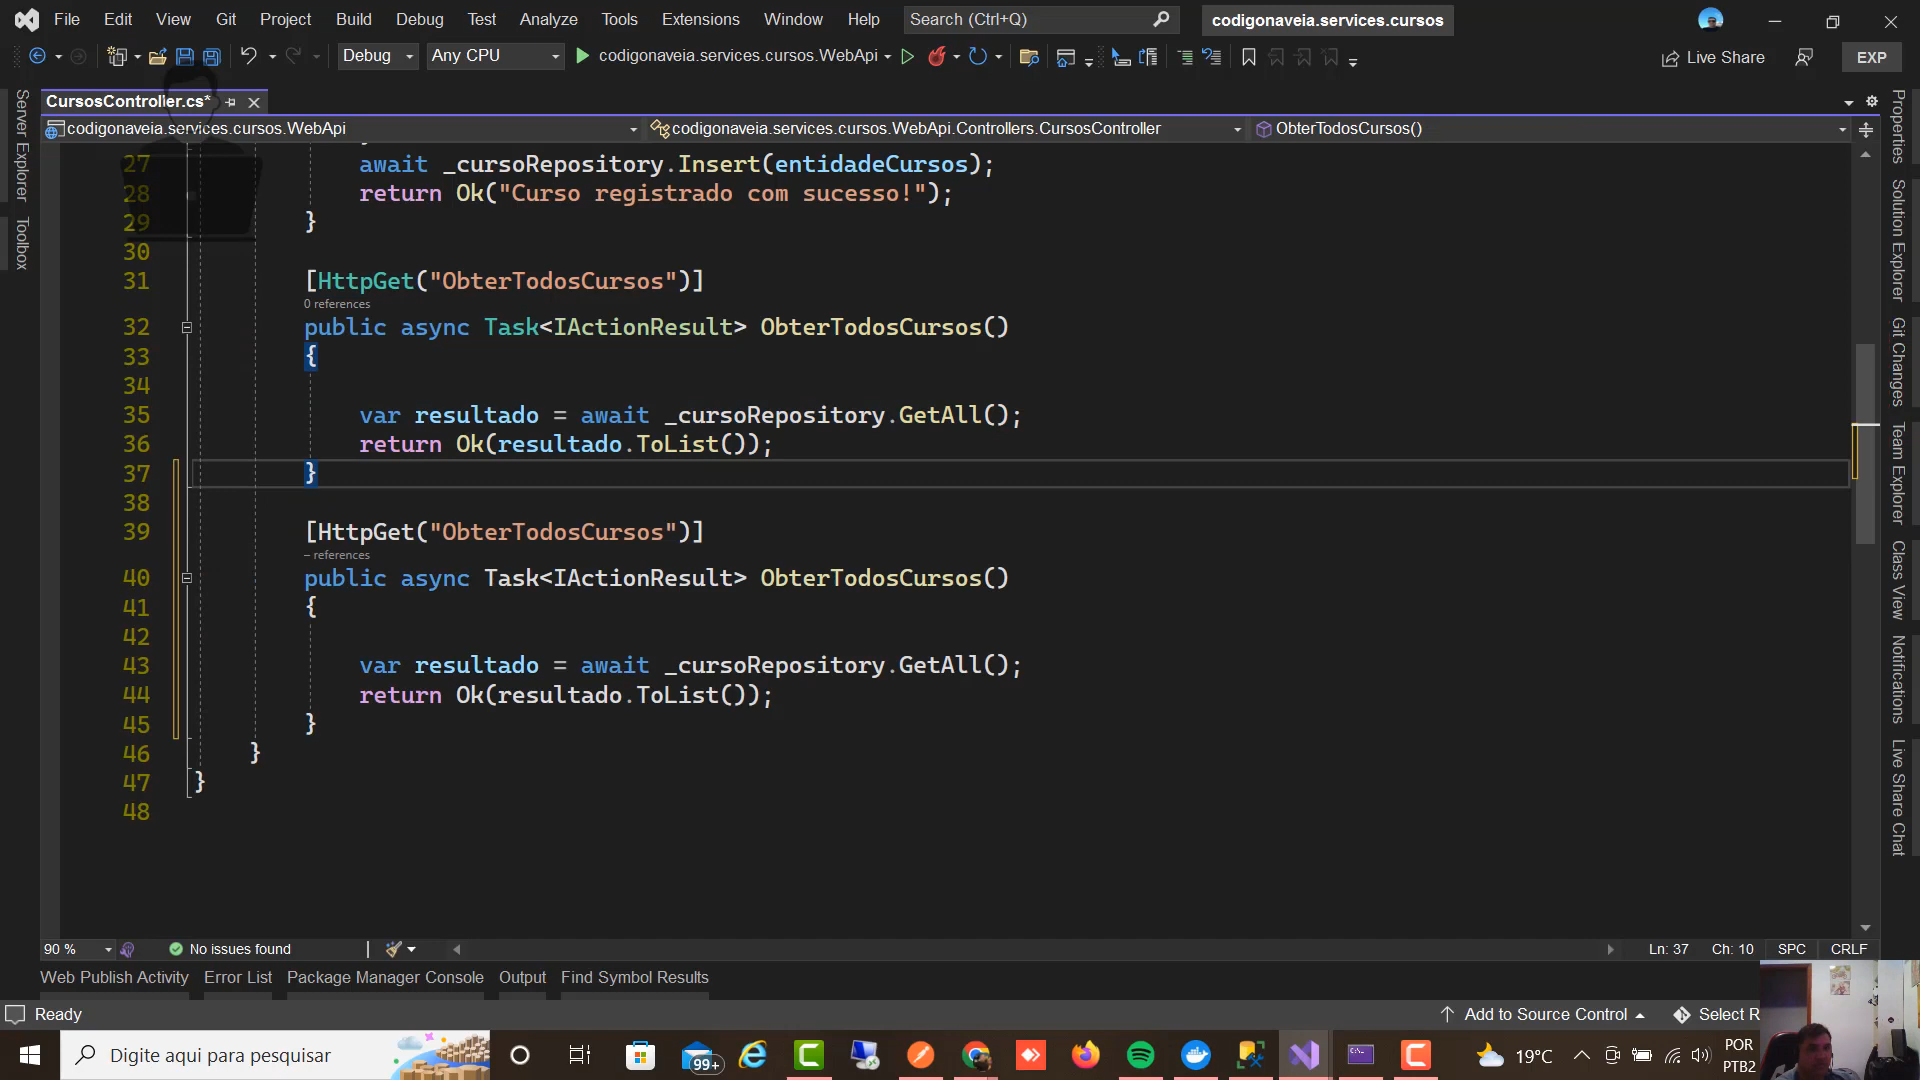 File Edit View Git Project Build Debug Test Analyze Tools Extensions Window Help Search (Ctrl+Q) codigonaveia.services.cursos
Debug Any CPU codigonaveia.services.cursos.WebApi Live Share EXP
CursosController.cs*
codigonaveia.services.cursos.WebApi codigonaveia.services.cursos.WebApi.Controllers.CursosController ObterTodosCursos()
Server Explorer
Toolbox
27 await _cursoRepository.Insert(entidadeCursos);
28 return Ok("Curso registrado com sucesso!");
29 }
30
31 [HttpGet("ObterTodosCursos")]
0 references
32 public async Task<IActionResult> ObterTodosCursos()
33 {
34
35 var resultado = await _cursoRepository.GetAll();
36 return Ok(resultado.ToList());
37 }
38
39 [HttpGet("ObterTodosCursos")]
– references
40 public async Task<IActionResult> ObterTodosCursos()
41 {
42
43 var resultado = await _cursoRepository.GetAll();
44 return Ok(resultado.ToList());
45 }
46 }
47 }
48
Properties
Solution Explorer
Git Changes
Team Explorer
Class View
Notifications
Live Share Chat
90 % No issues found Ln: 37 Ch: 10 SPC CRLF
Web Publish Activity Error List Package Manager Console Output Find Symbol Results
Ready Add to Source Control Select R
Digite aqui para pesquisar 99+ 19°C POR
PTB2